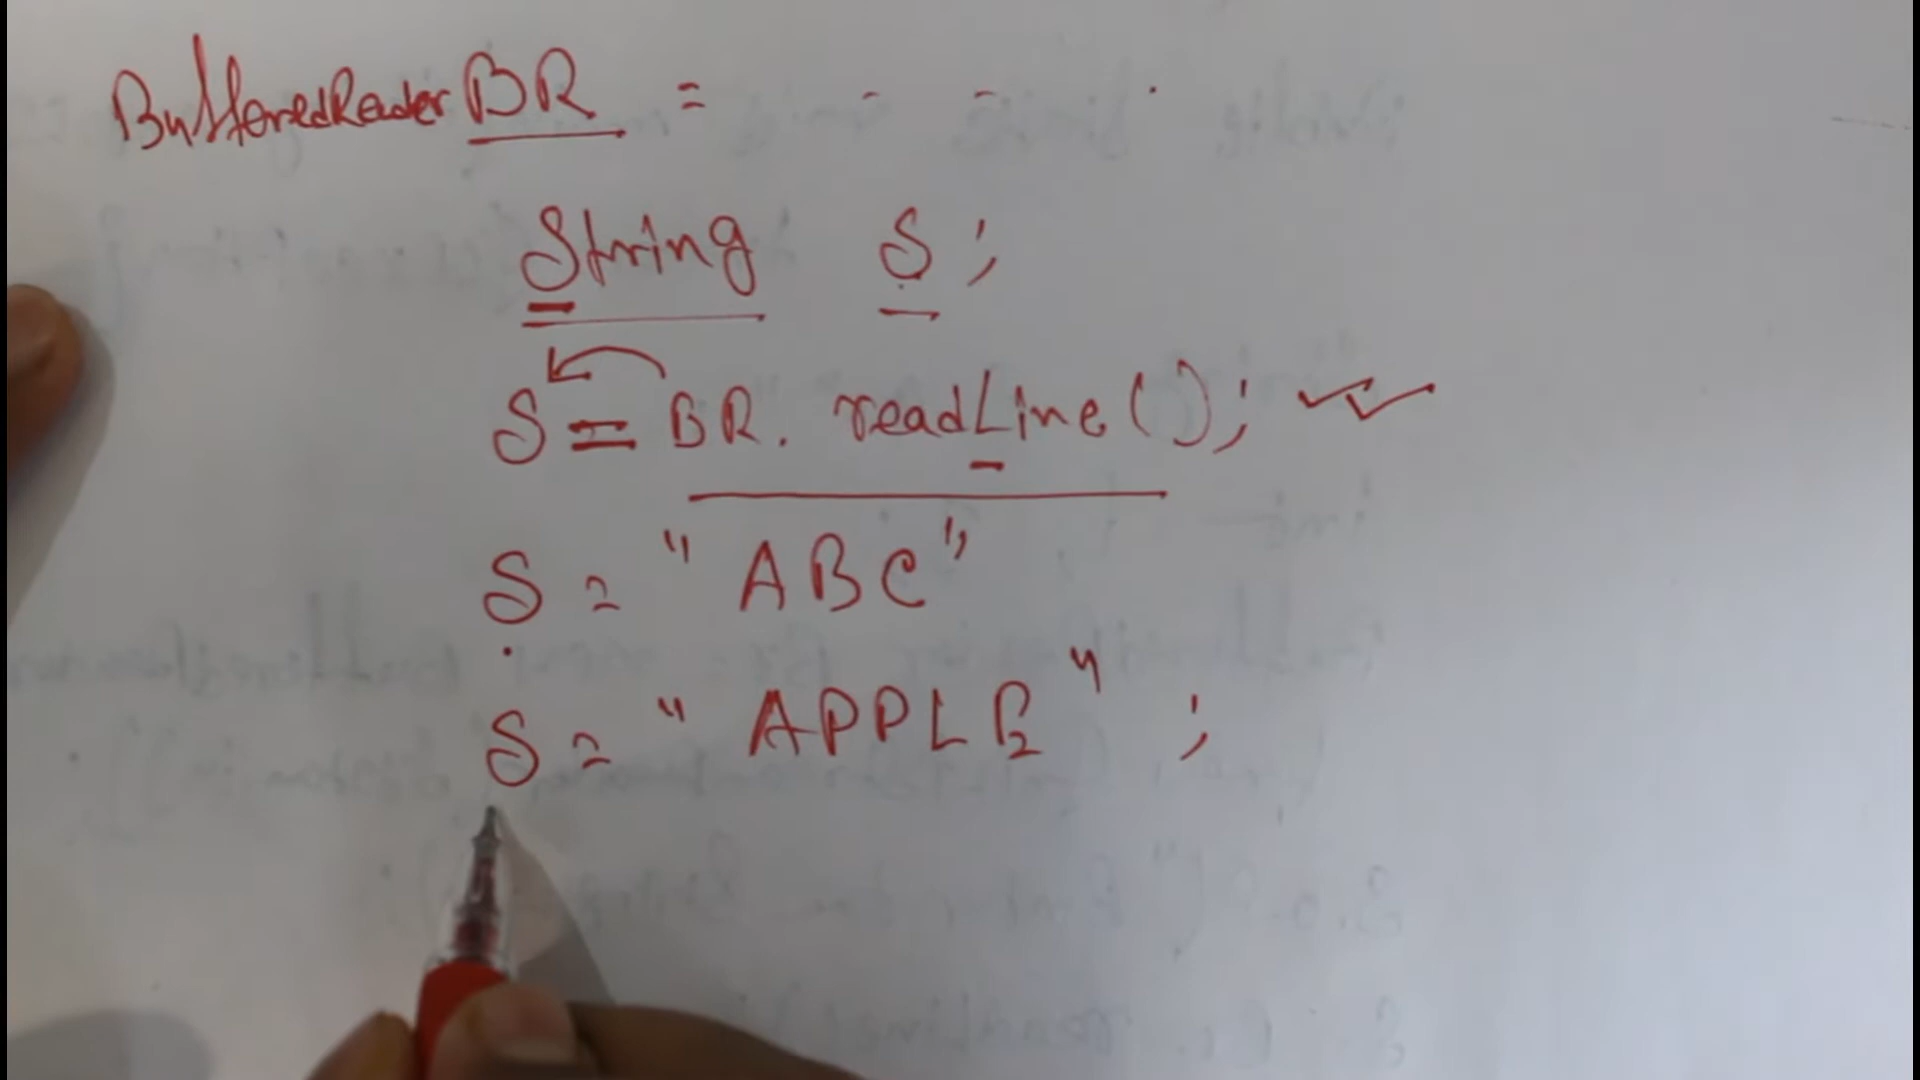 BufferedReader BR = - - .
String S;
S = BR. readLine();
S = "ABC"
S = "APPLE" ;